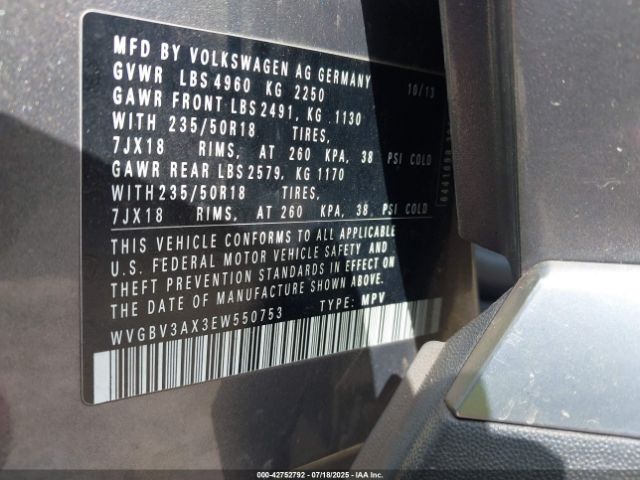 MFD BY VOLKSWAGEN AG GERMANY 10/13
GVWR LBS 4960 KG 2250
GAWR FRONT LBS 2491, KG 1130
WITH 235/50R18 TIRES,
7JX18 RIMS, AT 260 KPA, 38 PSI COLD
GAWR REAR LBS 2579, KG 1170
WITH 235/50R18 TIRES,
7JX18 RIMS, AT 260 KPA, 38 PSI COLD
THIS VEHICLE CONFORMS TO ALL APPLICABLE
U.S. FEDERAL MOTOR VEHICLE SAFETY AND
THEFT PREVENTION STANDARDS IN EFFECT ON
THE DATE OF MANUFACTURE SHOWN ABOVE.
WVGBV3AX3EW550753 TYPE: MPV
000-42752792 - 07/18/2025 - IAA Inc.